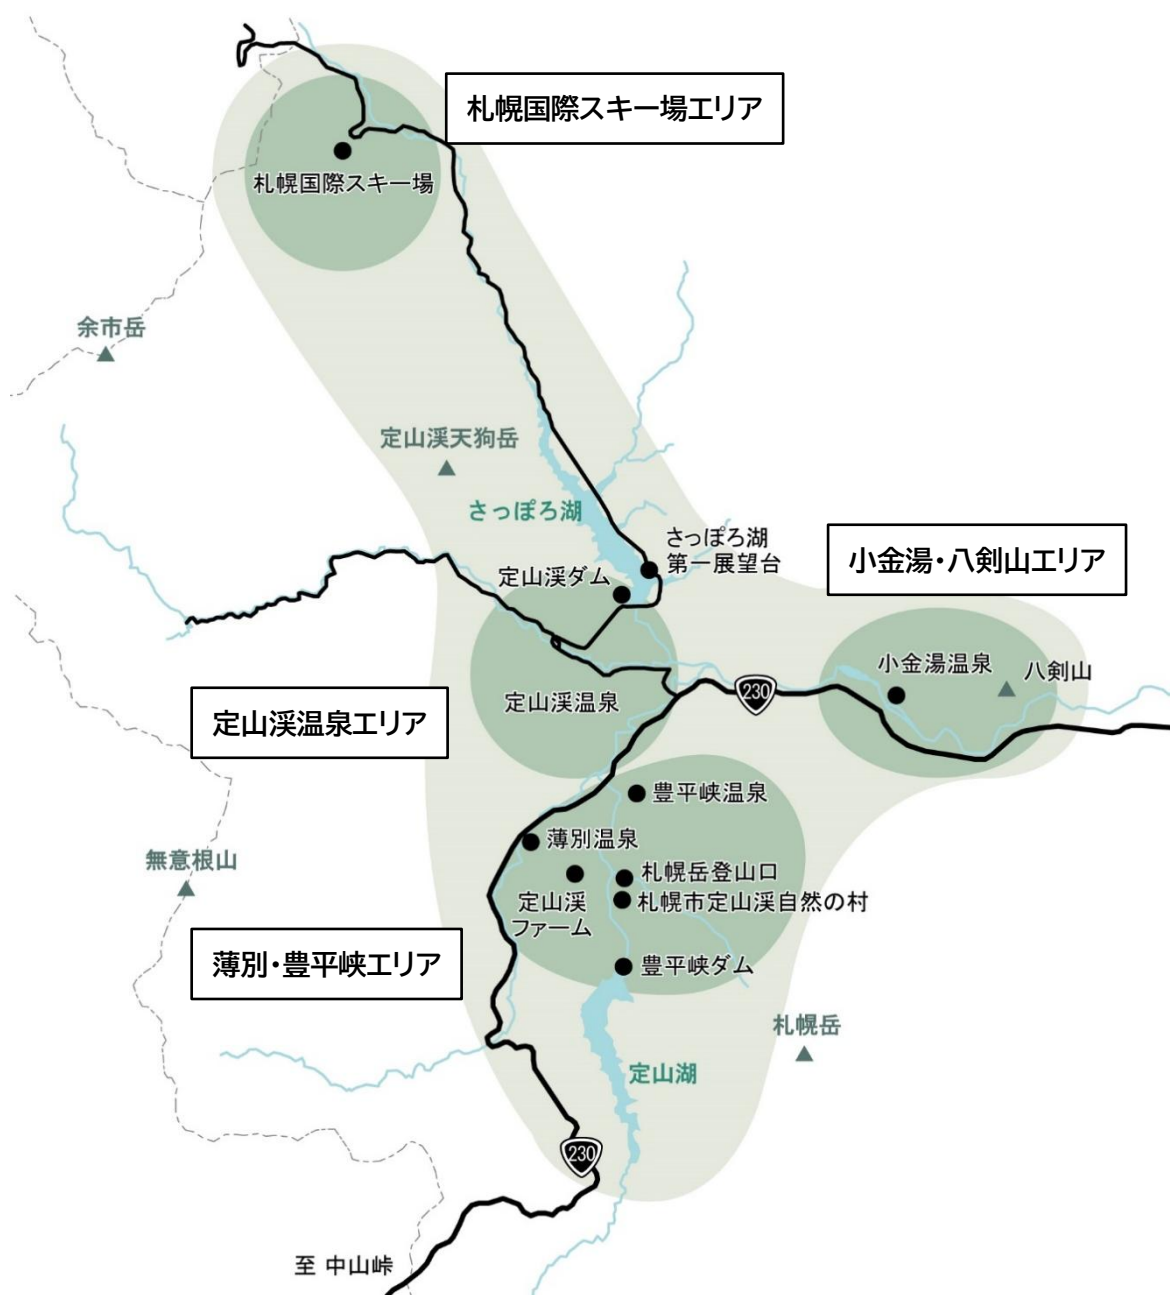 札幌国際スキー場エリア
札幌国際スキー場
余市岳
定山渓天狗岳
さっぽろ湖
さっぽろ湖
第一展望台
定山渓ダム
小金湯・八剣山エリア
小金湯温泉
八剣山
230
定山渓温泉
定山渓温泉エリア
豊平峡温泉
薄別温泉
無意根山
札幌岳登山口
定山渓
ファーム
札幌市定山渓自然の村
薄別・豊平峡エリア
豊平峡ダム
札幌岳
定山湖
230
至 中山峠